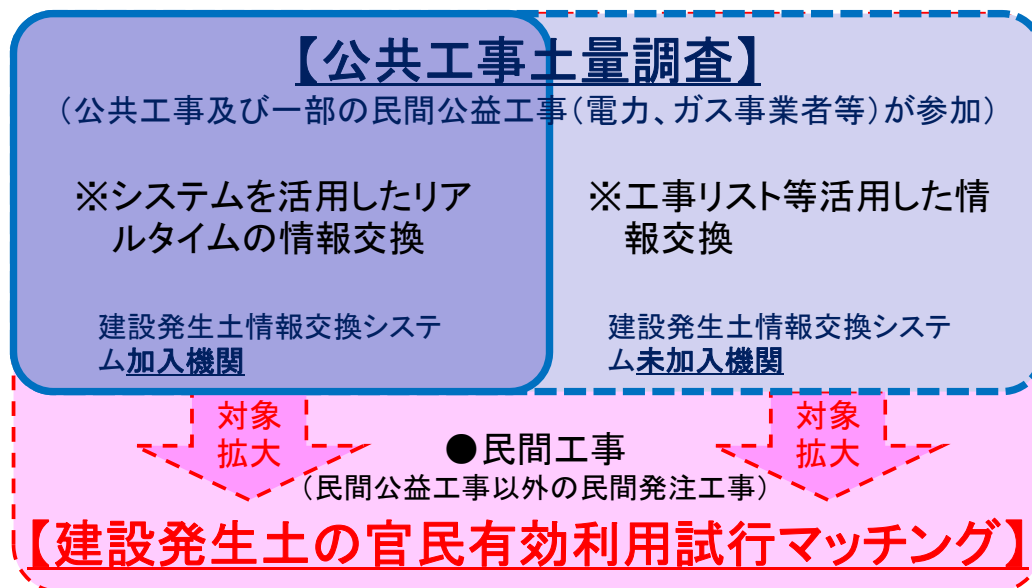 【公共工事土量調査】
（公共工事及び一部の民間公益工事（電力、ガス事業者等）が参加）
※システムを活用したリア
ルタイムの情報交換
建設発生土情報交換システ
ム加入機関
※工事リスト等活用した情
報交換
建設発生土情報交換システ
ム未加入機関
対象
拡大
対象
拡大
●民間工事
（民間公益工事以外の民間発注工事）
【建設発生土の官民有効利用試行マッチング】